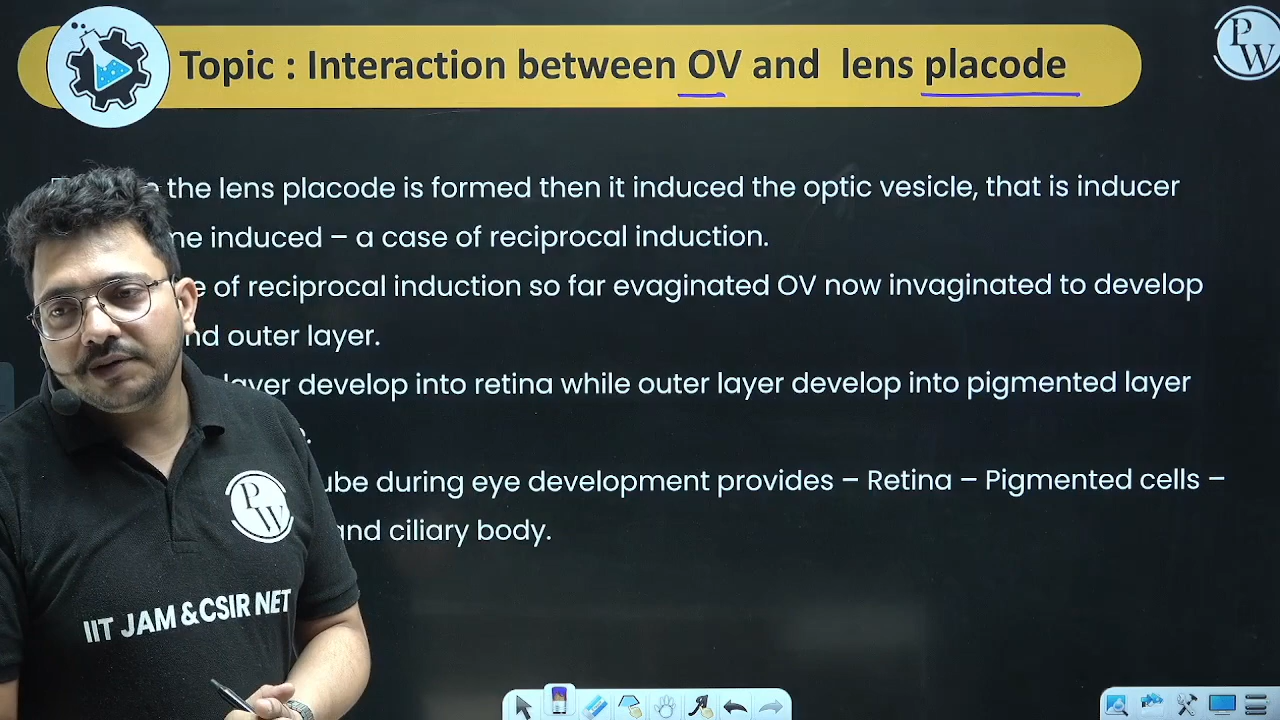 Topic : Interaction between OV and lens placode
PW
the lens placode is formed then it induced the optic vesicle, that is inducer
induced – a case of reciprocal induction.
of reciprocal induction so far evaginated OV now invaginated to develop
outer layer.
layer develop into retina while outer layer develop into pigmented layer
during eye development provides – Retina – Pigmented cells –
and ciliary body.
PW
IIT JAM & CSIR NET